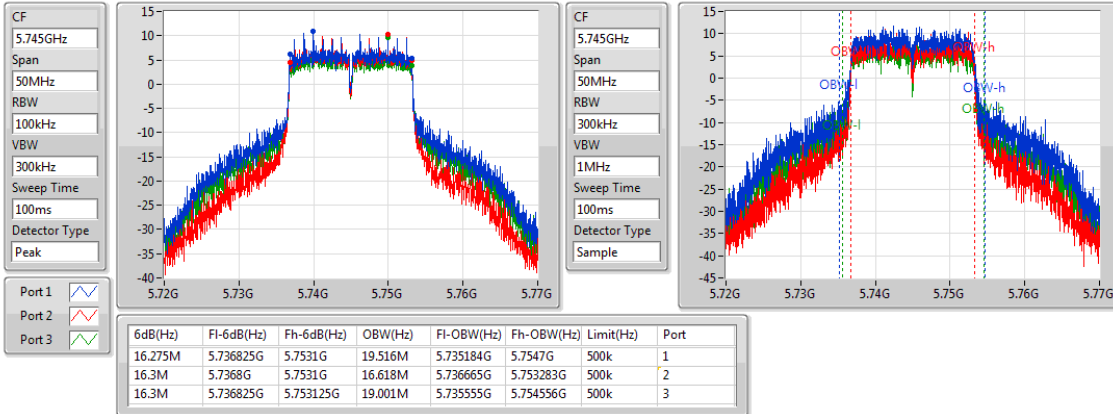 CF
5.745GHz
Span
50MHz
RBW
100kHz
VBW
300kHz
Sweep Time
100ms
Detector Type
Peak
15
10
5
0
-5
-10
-15
-20
-25
-30
-35
-40
5.72G 5.73G 5.74G 5.75G 5.76G 5.77G
CF
5.745GHz
Span
50MHz
RBW
300kHz
VBW
1MHz
Sweep Time
100ms
Detector Type
Sample
15
10
5
0
-5
-10
-15
-20
-25
-30
-35
-40
-45
OBW-h
OBW-l OBW-h
OBW-h
5.72G 5.73G 5.74G 5.75G 5.76G 5.77G
Port 1
Port 2
Port 3
6dB(Hz) Fl-6dB(Hz) Fh-6dB(Hz) OBW(Hz) Fl-OBW(Hz) Fh-OBW(Hz) Limit(Hz) Port
16.275M 5.736825G 5.7531G 19.516M 5.735184G 5.7547G 500k 1
16.3M 5.7368G 5.7531G 16.618M 5.736665G 5.753283G 500k 2
16.3M 5.736825G 5.753125G 19.001M 5.735555G 5.754556G 500k 3